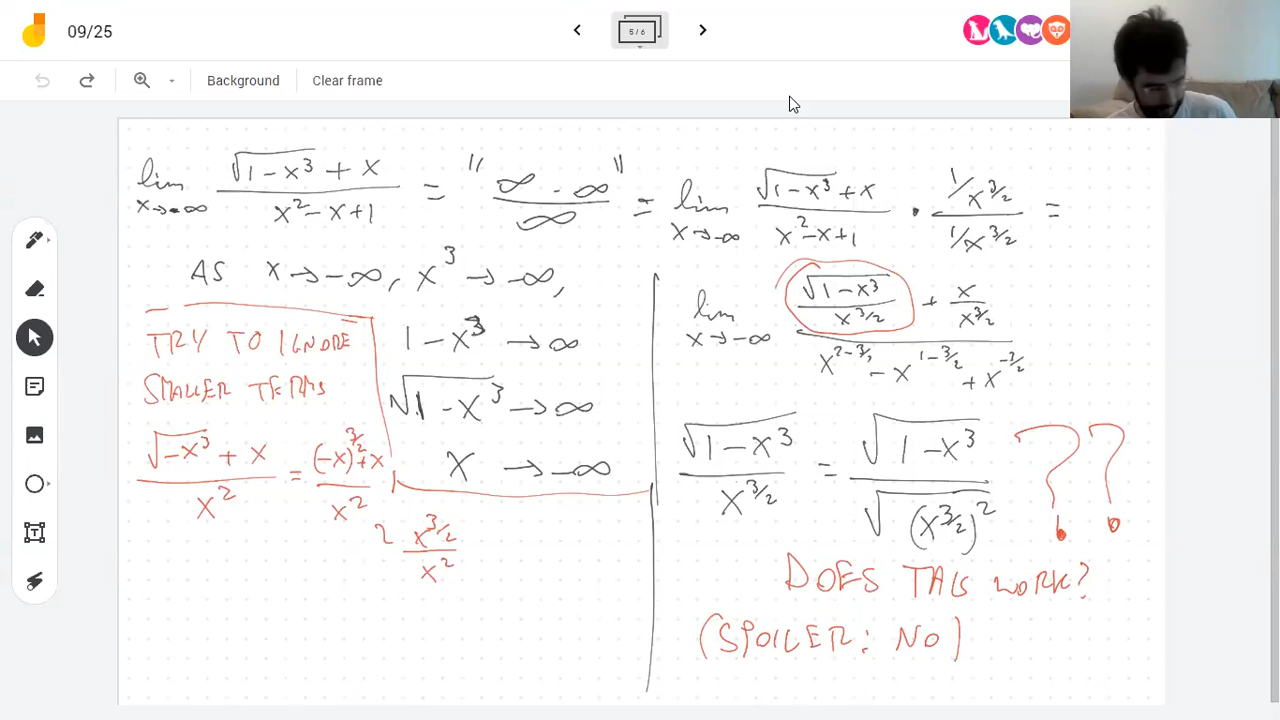 09/25
5 / 6
Background
Clear frame
lim x→-∞ (√(1-x³) + x)/(x²-x+1) = "(∞ - ∞)/∞" = lim x→-∞ (√(1-x³)+x)/(x²-x+1) · (1/x^(3/2))/(1/x^(3/2)) =
AS x→-∞, x³→-∞,
1-x³ →∞
√(1-x³) →∞
x →-∞
TRY TO IGNORE
SMALLER TERMS
(√(-x³) + x)/x² = ((-x)^(3/2)+x)/x²
≈ x^(3/2)/x²
lim x→-∞ (√(1-x³)/x^(3/2) + x/x^(3/2))/(x^(2-3/2) - x^(1-3/2) + x^(-3/2))
√(1-x³)/x^(3/2) = √(1-x³)/√((x^(3/2))²) ??
DOES THIS WORK?
(SPOILER: NO)